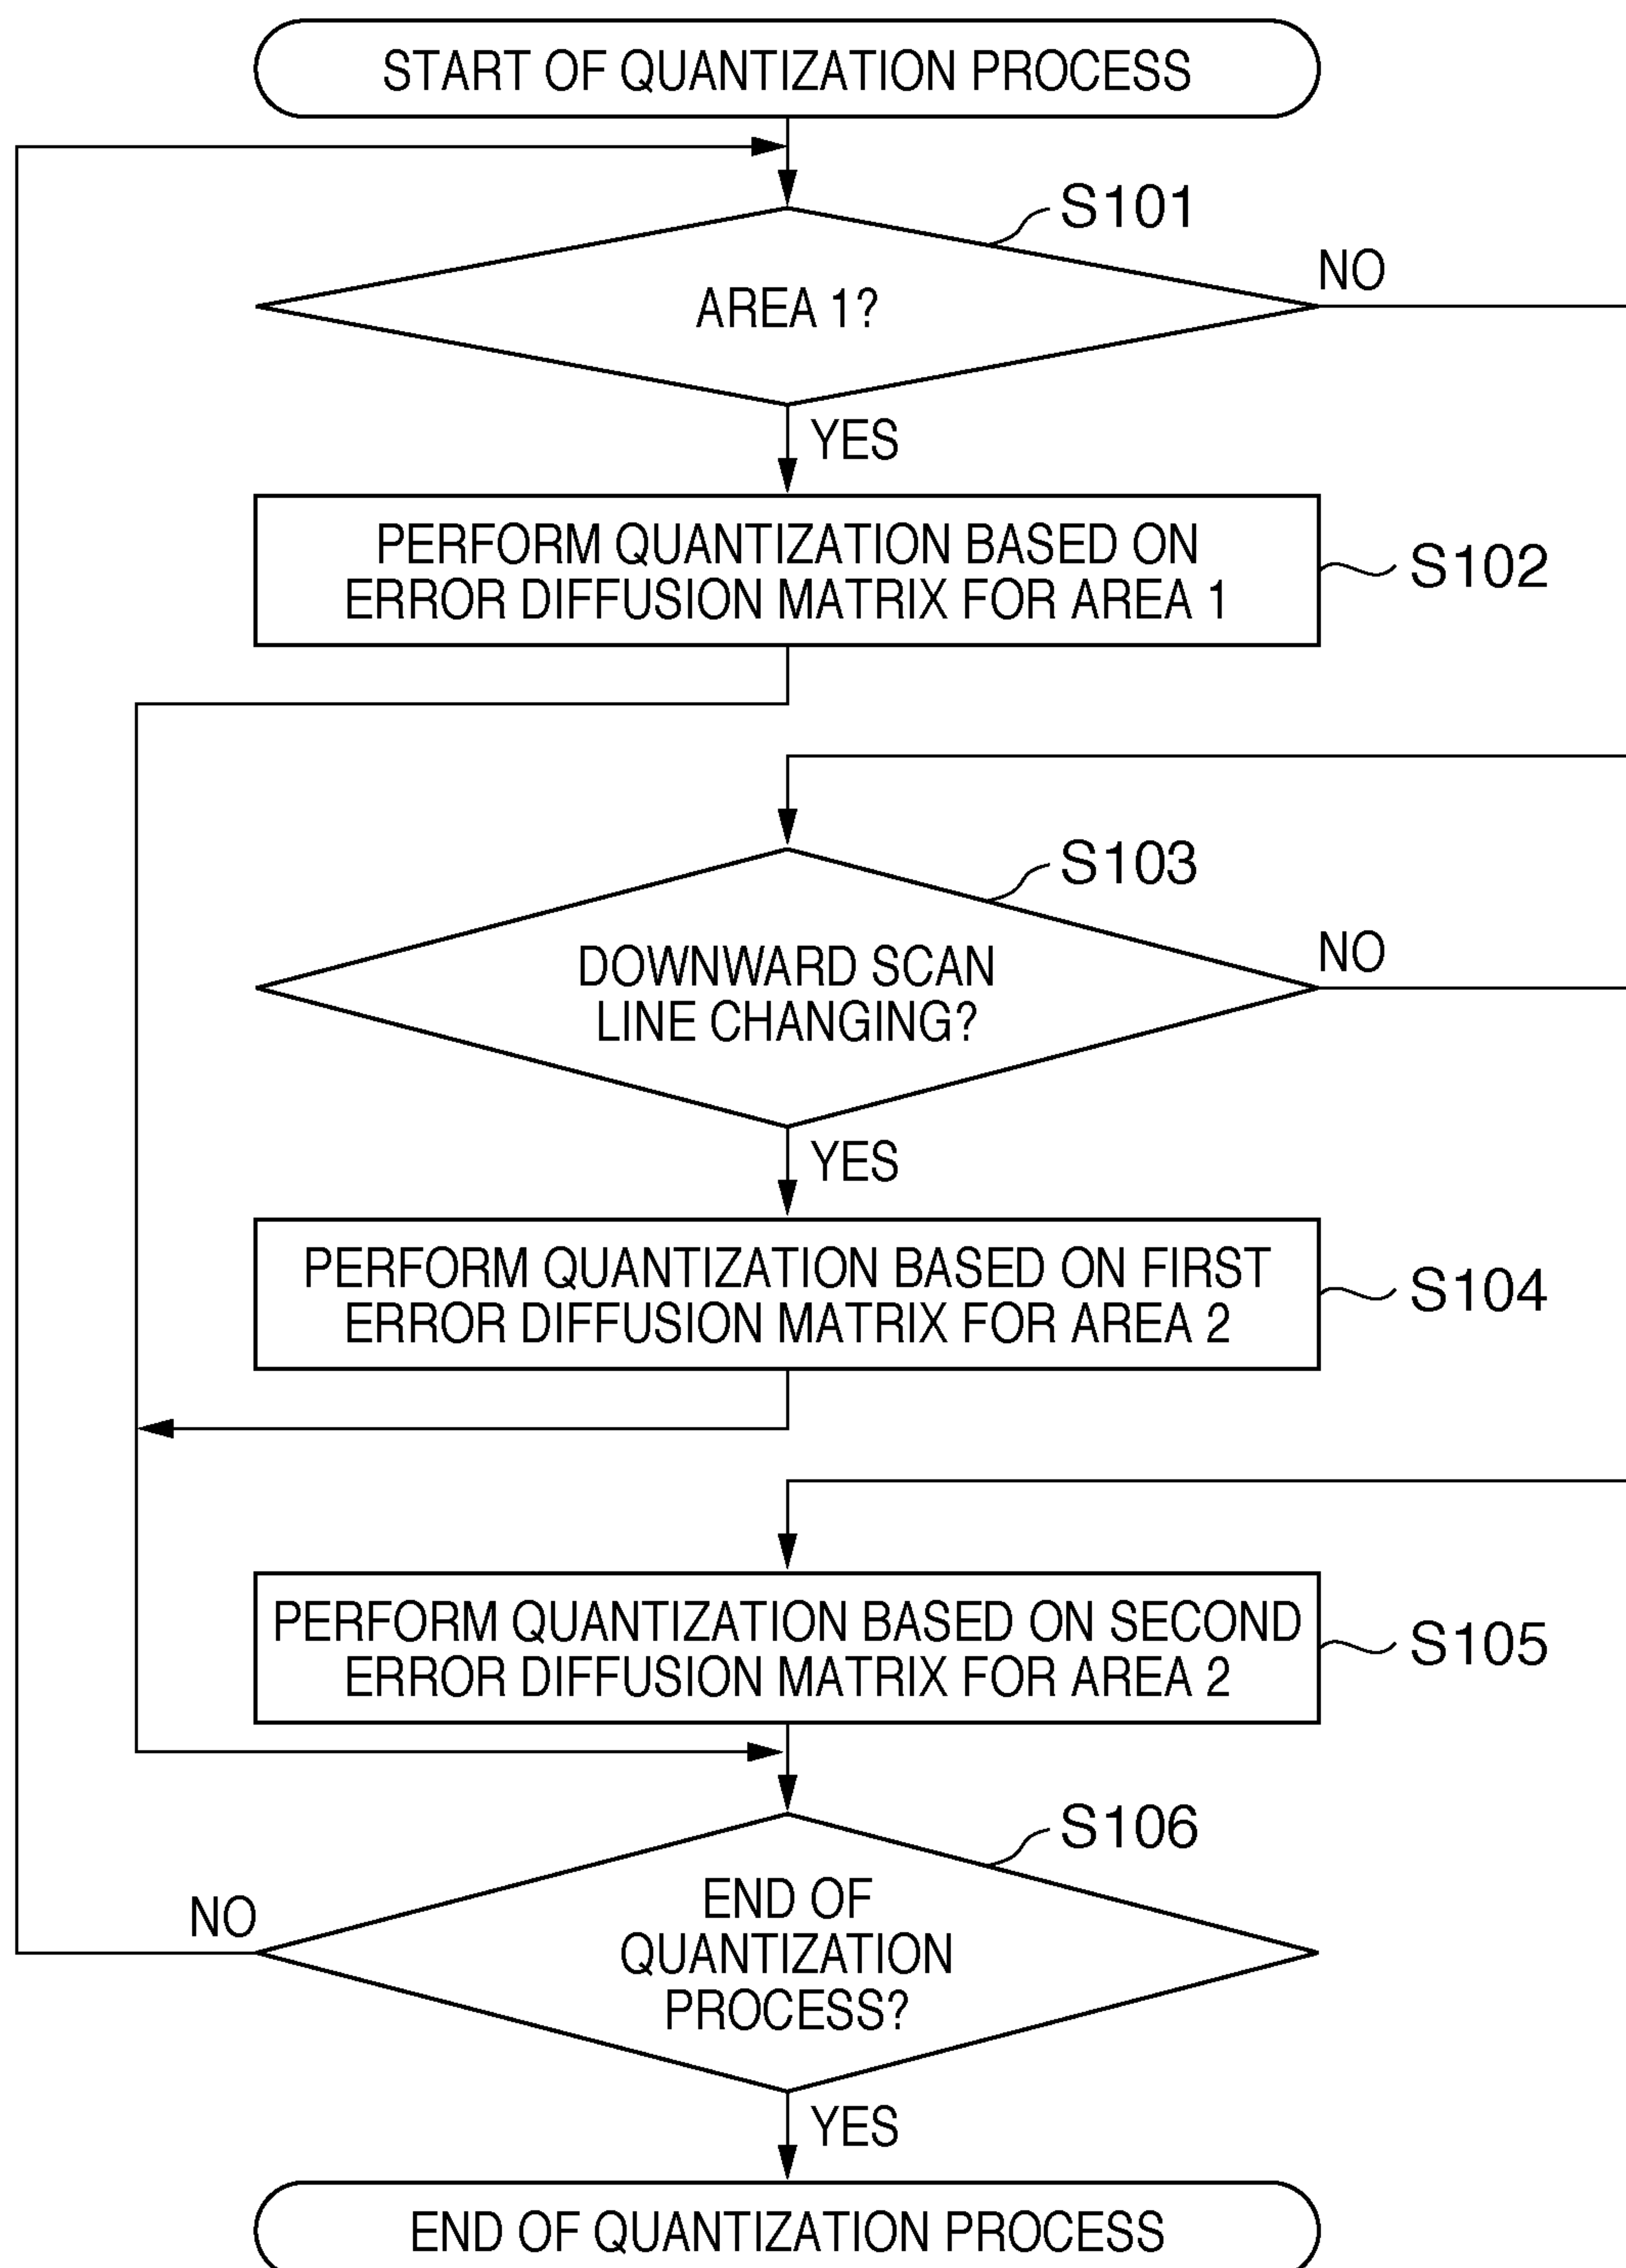 START OF QUANTIZATION PROCESS
S101
AREA 1?
NO
YES
PERFORM QUANTIZATION BASED ON
ERROR DIFFUSION MATRIX FOR AREA 1
S102
S103
DOWNWARD SCAN
LINE CHANGING?
NO
YES
PERFORM QUANTIZATION BASED ON FIRST
ERROR DIFFUSION MATRIX FOR AREA 2
S104
PERFORM QUANTIZATION BASED ON SECOND
ERROR DIFFUSION MATRIX FOR AREA 2
S105
S106
END OF
QUANTIZATION
PROCESS?
NO
YES
END OF QUANTIZATION PROCESS